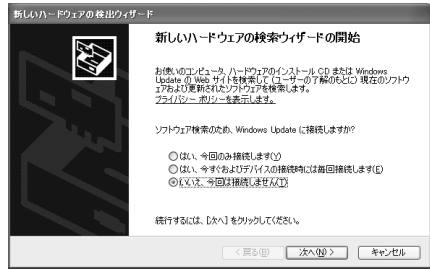 新しいハードウェアの検出ウィザード
新しいハードウェアの検索ウィザードの開始
お使いのコンピュータ、ハードウェアのインストール CD または Windows
Update の Web サイトを検索して (ユーザーの了解のもとに) 現在のソフトウ
ェアおよび更新されたソフトウェアを検索します。
プライバシー ポリシーを表示します。
ソフトウェア検索のため、Windows Update に接続しますか?
はい、今回のみ接続します(Y)
はい、今すぐおよびデバイスの接続時には毎回接続します(E)
いいえ、今回は接続しません(T)
続行するには、[次へ] をクリックしてください。
< 戻る(B) 次へ(N) > キャンセル